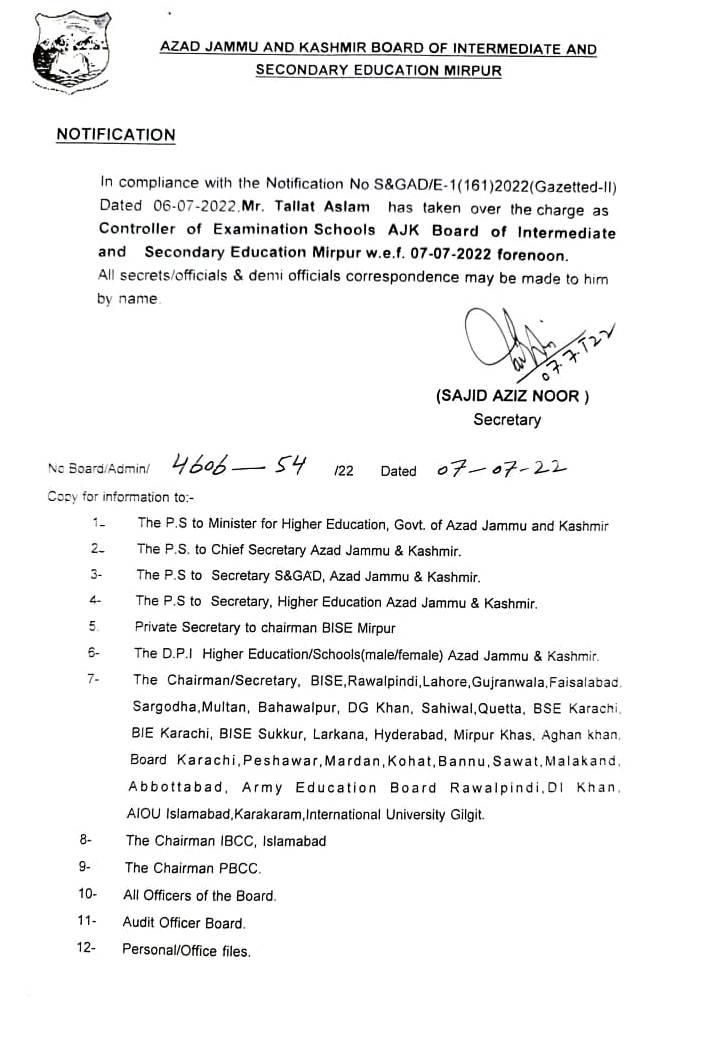 AZAD JAMMU AND KASHMIR BOARD OF INTERMEDIATE AND
SECONDARY EDUCATION MIRPUR
NOTIFICATION
In compliance with the Notification No S&GAD/E-1(161)2022(Gazetted-II)
Dated 06-07-2022,Mr. Tallat Aslam has taken over the charge as
Controller of Examination Schools AJK Board of Intermediate
and Secondary Education Mirpur w.e.f. 07-07-2022 forenoon.
All secrets/officials & demi officials correspondence may be made to him
by name.
07.7.22
(SAJID AZIZ NOOR )
Secretary
No Board/Admin/ 4606 — 54 /22 Dated 07-07-22
Copy for information to:-
1- The P.S to Minister for Higher Education, Govt. of Azad Jammu and Kashmir
2- The P.S. to Chief Secretary Azad Jammu & Kashmir.
3- The P.S to Secretary S&GAD, Azad Jammu & Kashmir.
4- The P.S to Secretary, Higher Education Azad Jammu & Kashmir.
5. Private Secretary to chairman BISE Mirpur
6- The D.P.I Higher Education/Schools(male/female) Azad Jammu & Kashmir.
7- The Chairman/Secretary, BISE,Rawalpindi,Lahore,Gujranwala,Faisalabad.
Sargodha,Multan, Bahawalpur, DG Khan, Sahiwal,Quetta, BSE Karachi,
BIE Karachi, BISE Sukkur, Larkana, Hyderabad, Mirpur Khas, Aghan khan,
Board Karachi,Peshawar,Mardan,Kohat,Bannu,Sawat,Malakand,
Abbottabad, Army Education Board Rawalpindi,DI Khan,
AIOU Islamabad,Karakaram,International University Gilgit.
8- The Chairman IBCC, Islamabad
9- The Chairman PBCC.
10- All Officers of the Board.
11- Audit Officer Board.
12- Personal/Office files.